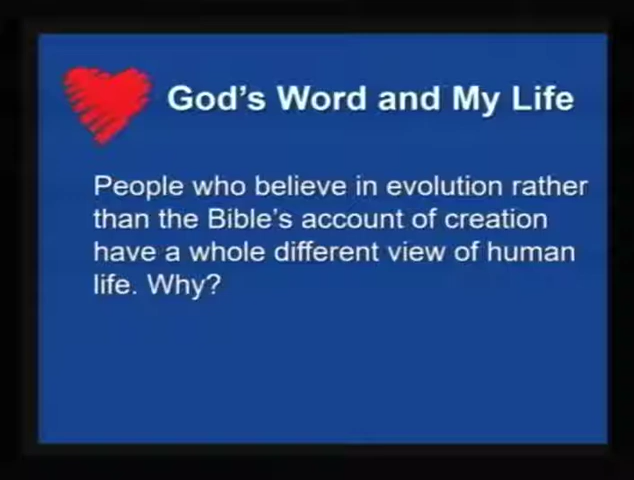 God's Word and My Life
People who believe in evolution rather
than the Bible's account of creation
have a whole different view of human
life. Why?